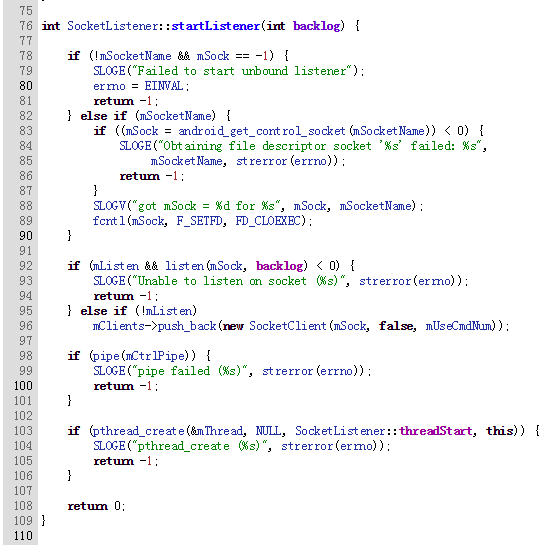 75
76 int SocketListener::startListener(int backlog) {
77
78     if (!mSocketName && mSock == -1) {
79         SLOGE("Failed to start unbound listener");
80         errno = EINVAL;
81         return -1;
82     } else if (mSocketName) {
83         if ((mSock = android_get_control_socket(mSocketName)) < 0) {
84             SLOGE("Obtaining file descriptor socket '%s' failed: %s",
85                  mSocketName, strerror(errno));
86             return -1;
87         }
88         SLOGV("got mSock = %d for %s", mSock, mSocketName);
89         fcntl(mSock, F_SETFD, FD_CLOEXEC);
90     }
91
92     if (mListen && listen(mSock, backlog) < 0) {
93         SLOGE("Unable to listen on socket (%s)", strerror(errno));
94         return -1;
95     } else if (!mListen)
96         mClients->push_back(new SocketClient(mSock, false, mUseCmdNum));
97
98     if (pipe(mCtrlPipe)) {
99         SLOGE("pipe failed (%s)", strerror(errno));
100         return -1;
101     }
102
103     if (pthread_create(&mThread, NULL, SocketListener::threadStart, this)) {
104         SLOGE("pthread_create (%s)", strerror(errno));
105         return -1;
106     }
107
108     return 0;
109 }
110